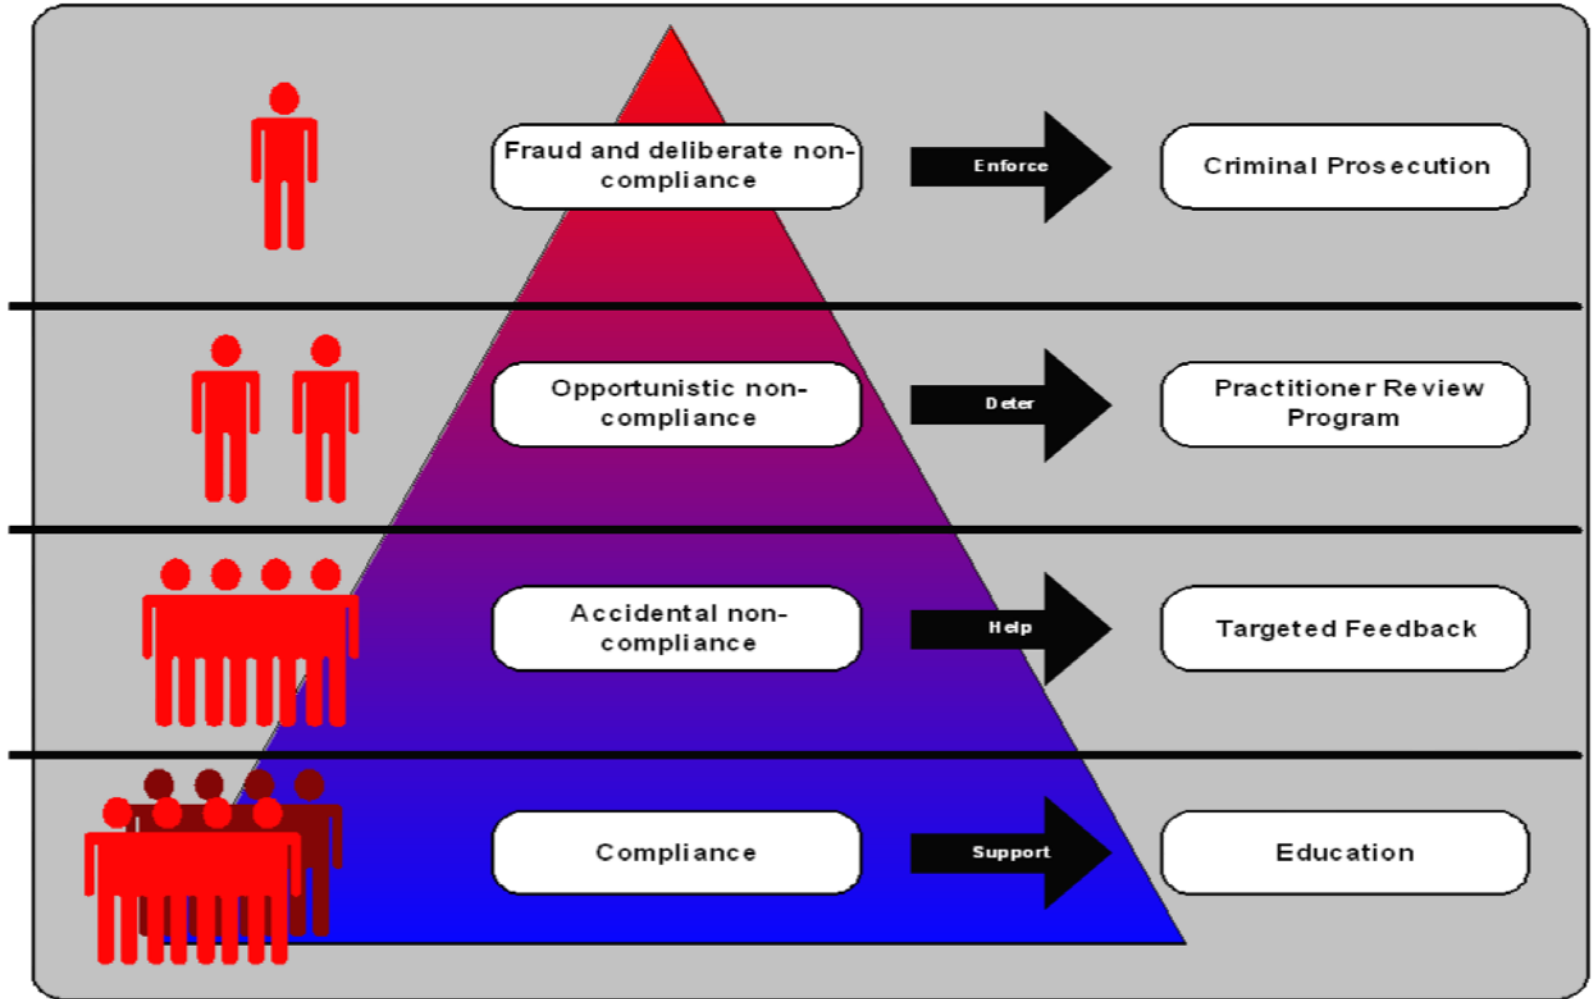 Fraud and deliberate non-
compliance
Enforce
Criminal Prosecution
Opportunistic non-
compliance
Deter
Practitioner Review
Program
Accidental non-
compliance
Help
Targeted Feedback
Compliance
Support
Education